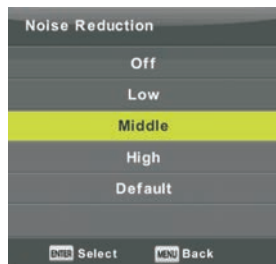 Noise Reduction
Off
Low
Middle
High
Default
ENTER Select MENU Back